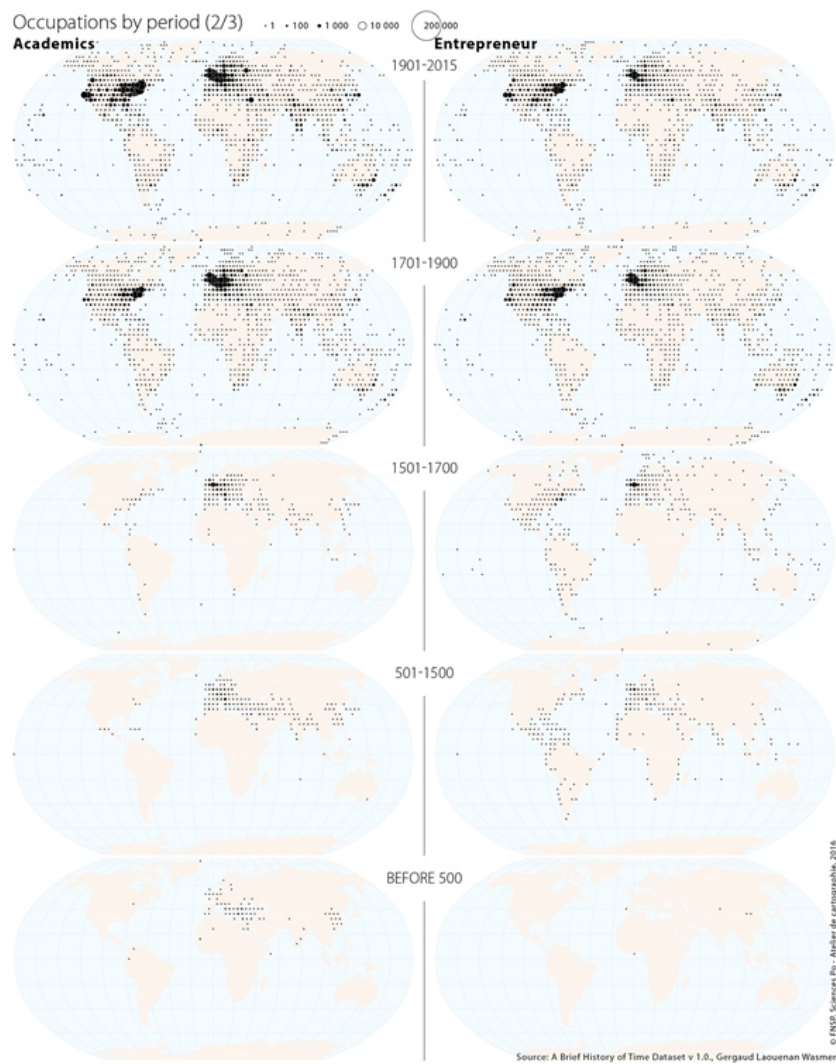 Occupations by period (2/3)
1 100 1 000 10 000 200 000
Academics
Entrepreneur
1901-2015
1701-1900
1501-1700
501-1500
BEFORE 500
© FNSP. Sciences Po - Atelier de cartographie, 2016
Source: A Brief History of Time Dataset v 1.0., Gergaud Laouenan Wasmer